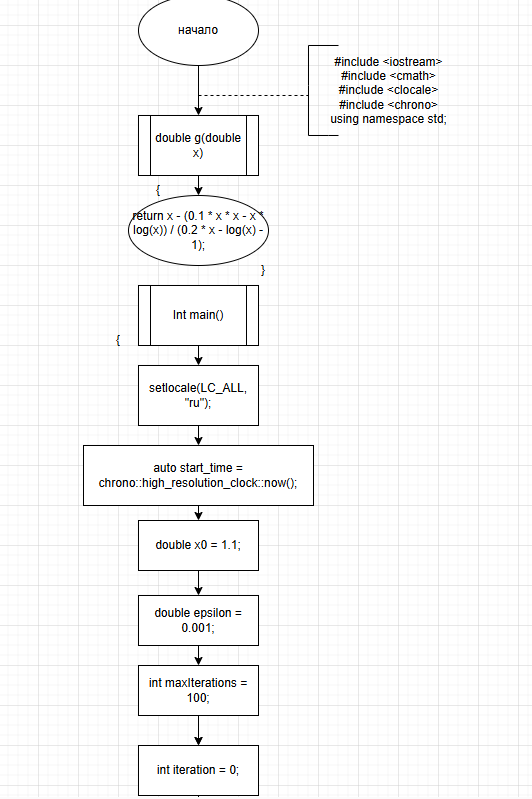 начало
#include <iostream>
#include <cmath>
#include <clocale>
#include <chrono>
using namespace std;
double g(double
x)
{
return x - (0.1 * x * x - x *
log(x)) / (0.2 * x - log(x) -
1);
}
Int main()
{
setlocale(LC_ALL,
"ru");
auto start_time =
chrono::high_resolution_clock::now();
double x0 = 1.1;
double epsilon =
0.001;
int maxIterations =
100;
int iteration = 0;